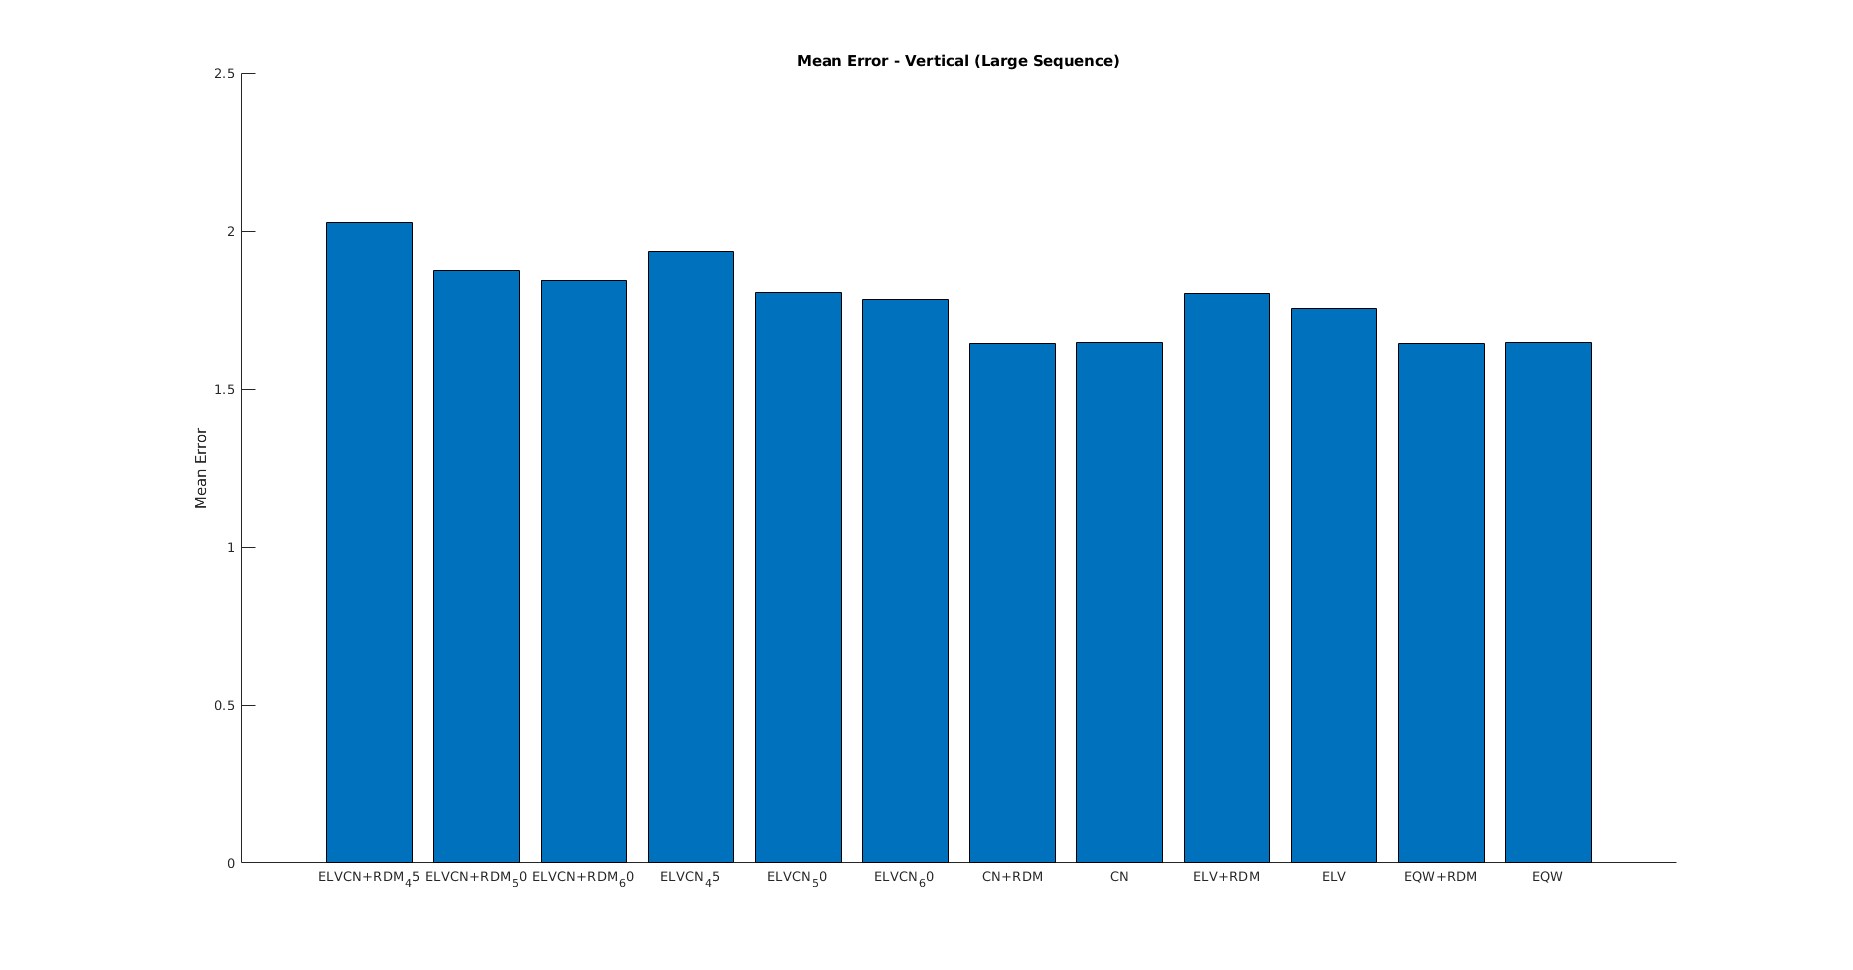 Mean Error - Vertical (Large Sequence)
2.5
2
1.5
1
0.5
0
Mean Error
ELVCN+RDM₄5 ELVCN+RDM₅0 ELVCN+RDM₆0 ELVCN₄5 ELVCN₅0 ELVCN₆0 CN+RDM CN ELV+RDM ELV EQW+RDM EQW